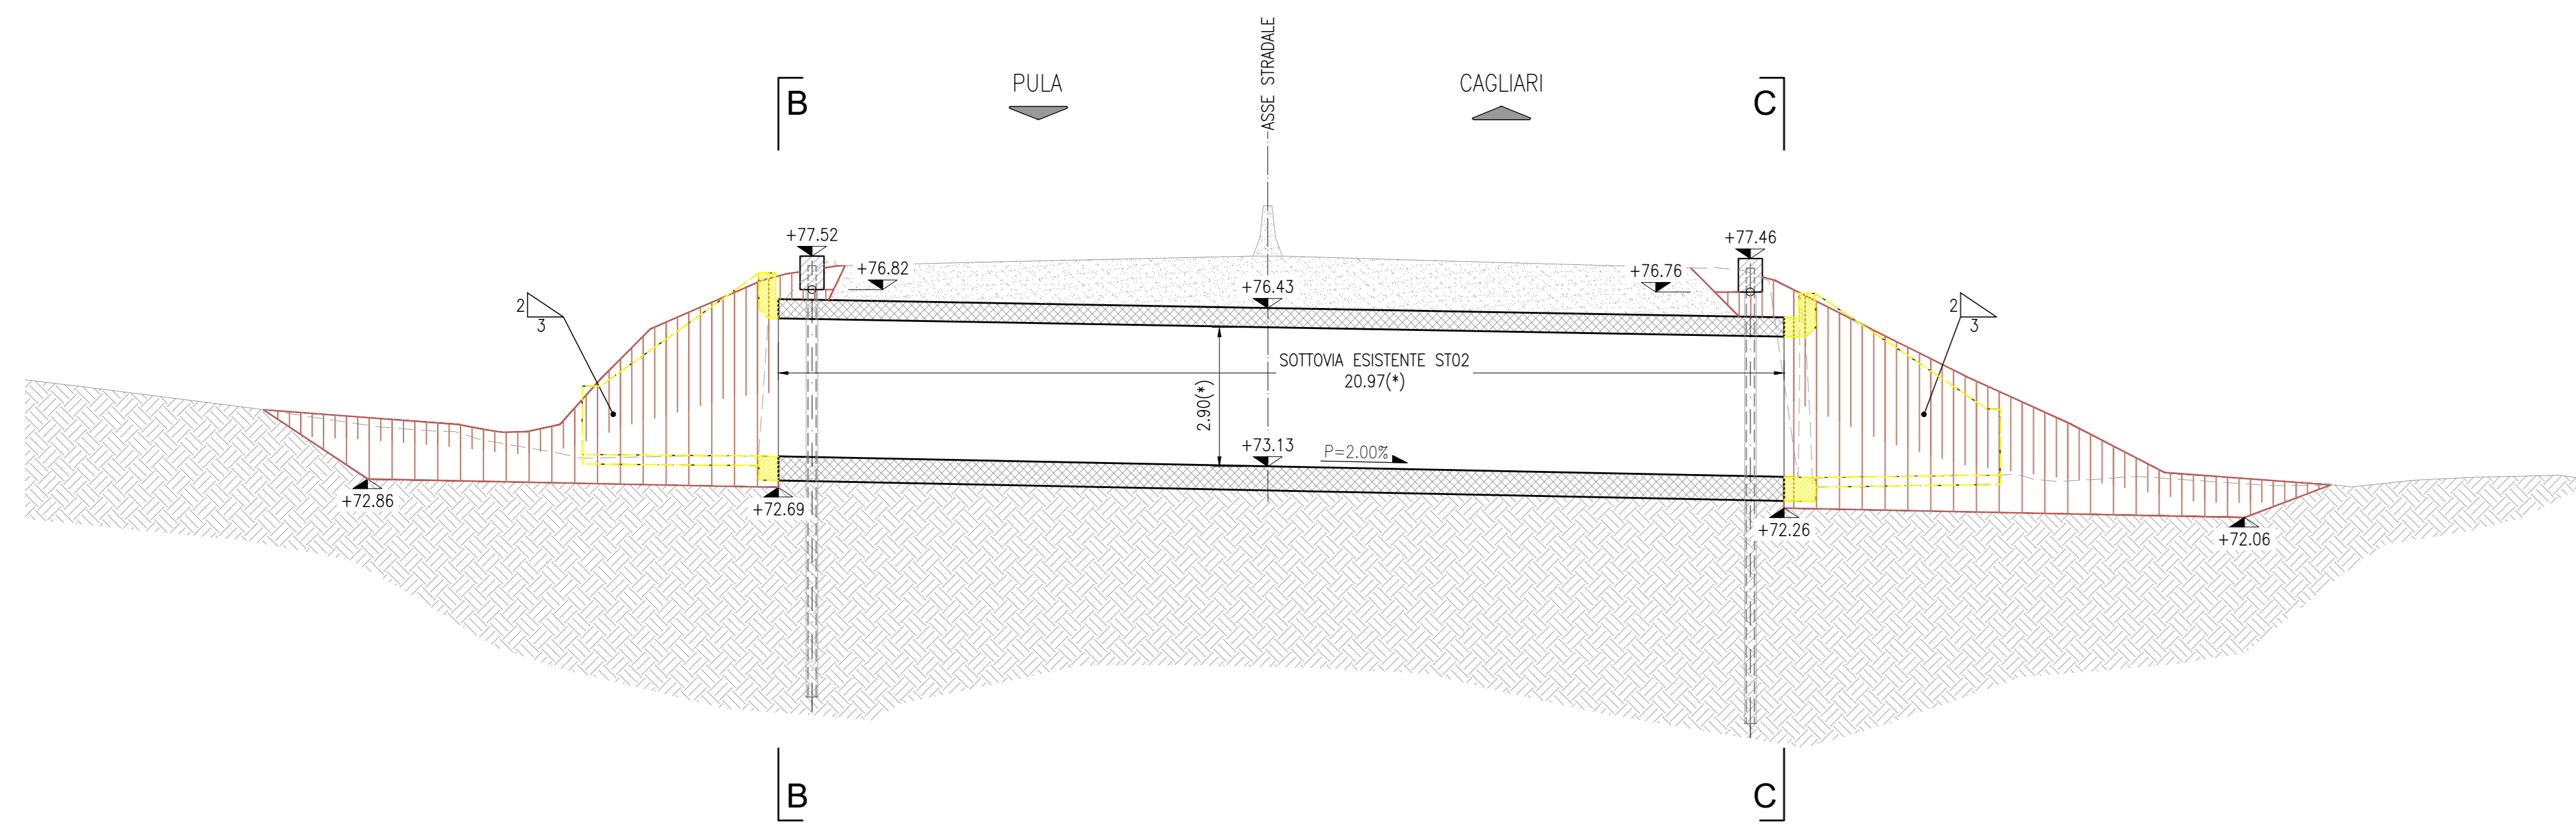 ASSE STRADALE
B
PULA
CAGLIARI
C
+77.52
+77.46
+76.82
+76.43
+76.76
2
3
2
3
SOTTOVIA ESISTENTE ST02
20.97(*)
2.90(*)
+73.13
P=2.00%
+72.86
+72.69
+72.26
+72.06
B
C